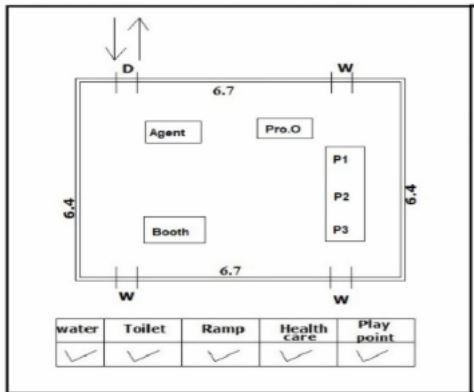 D
W
6.7
Agent
Pro.O
P1
6.4
P2
6.4
Booth
P3
6.7
W
W
water Toilet Ramp Health care Play point